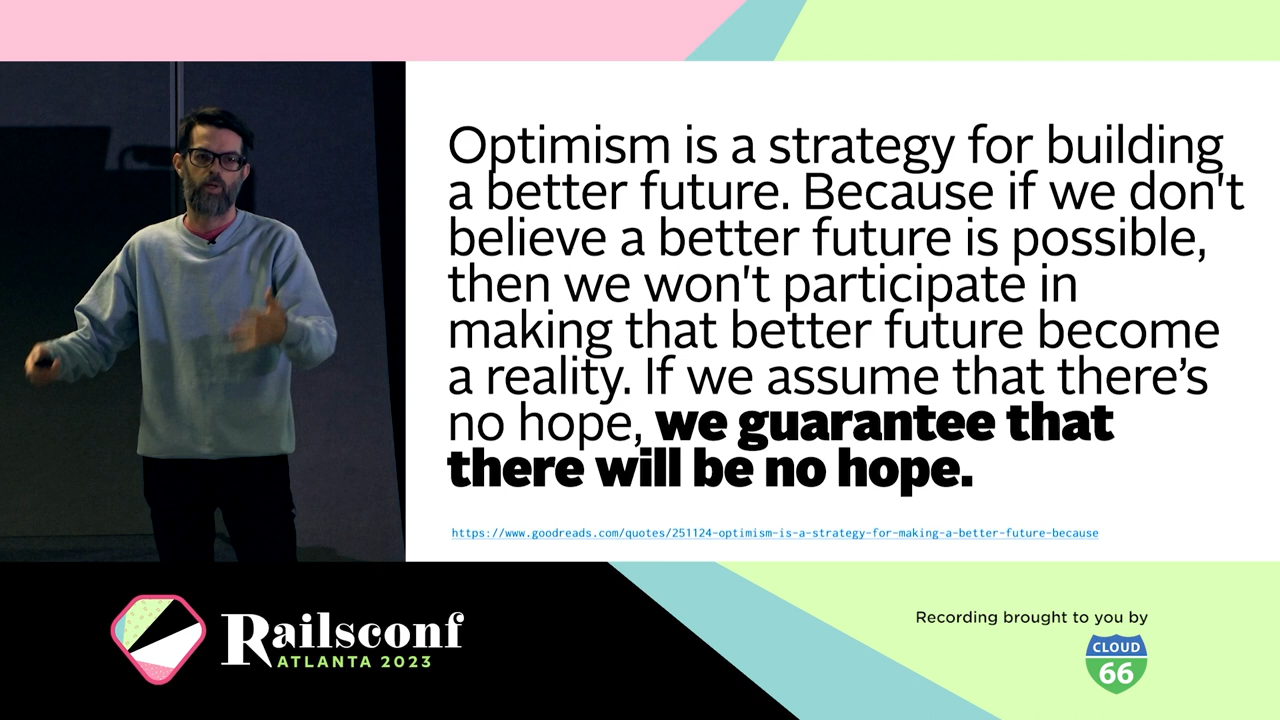 Optimism is a strategy for building
a better future. Because if we don't
believe a better future is possible,
then we won't participate in
making that better future become
a reality. If we assume that there’s
no hope, we guarantee that
there will be no hope.
https://www.goodreads.com/quotes/251124-optimism-is-a-strategy-for-making-a-better-future-because
Railsconf
ATLANTA 2023
Recording brought to you by
CLOUD
66